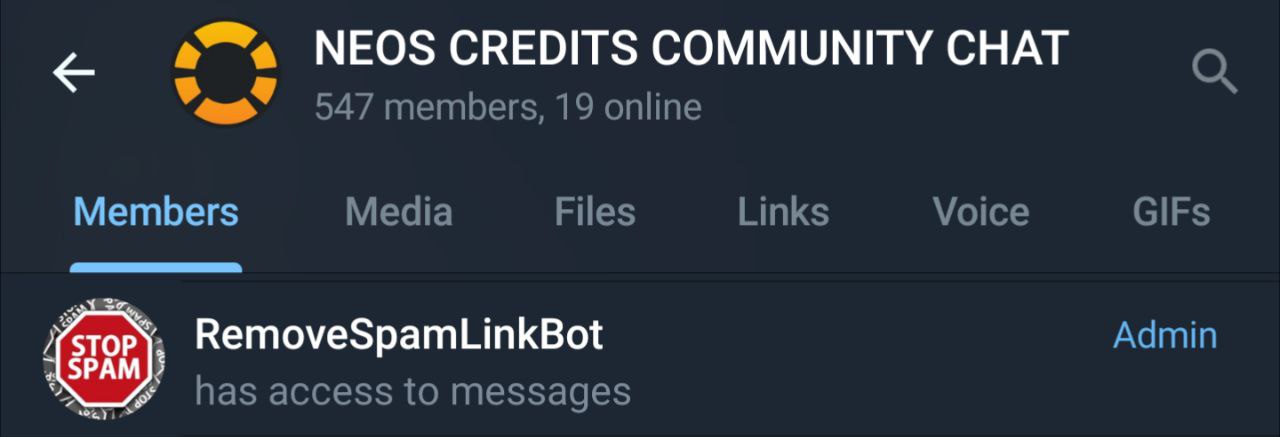 NEOS CREDITS COMMUNITY CHAT
547 members, 19 online
Members Media Files Links Voice GIFs
STOP
SPAM
RemoveSpamLinkBot
Admin
has access to messages